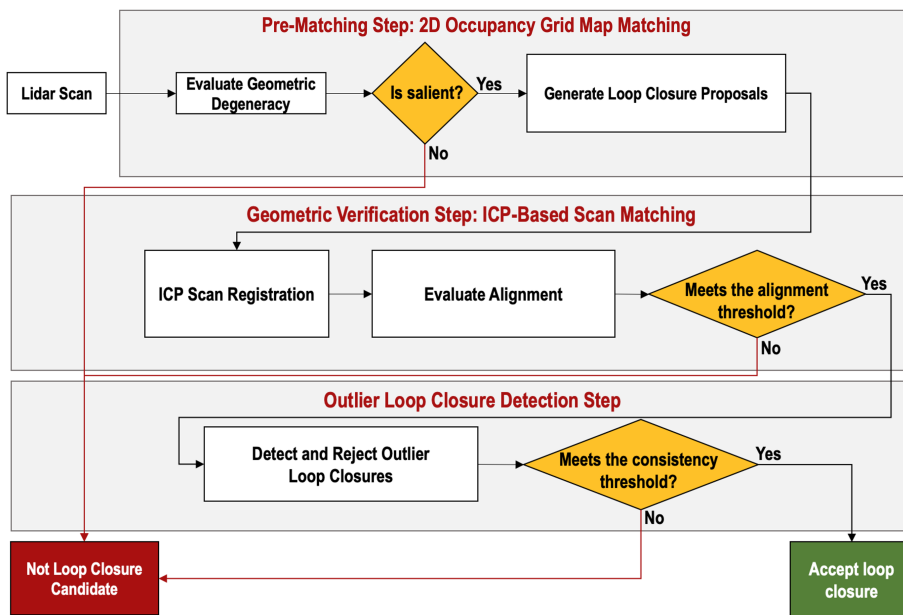 Pre-Matching Step: 2D Occupancy Grid Map Matching
Lidar Scan
Evaluate Geometric
Degeneracy
Is salient?
Yes
Generate Loop Closure Proposals
No
Geometric Verification Step: ICP-Based Scan Matching
ICP Scan Registration
Evaluate Alignment
Meets the alignment
threshold?
Yes
No
Outlier Loop Closure Detection Step
Detect and Reject Outlier
Loop Closures
Meets the consistency
threshold?
Yes
No
Not Loop Closure
Candidate
Accept loop
closure